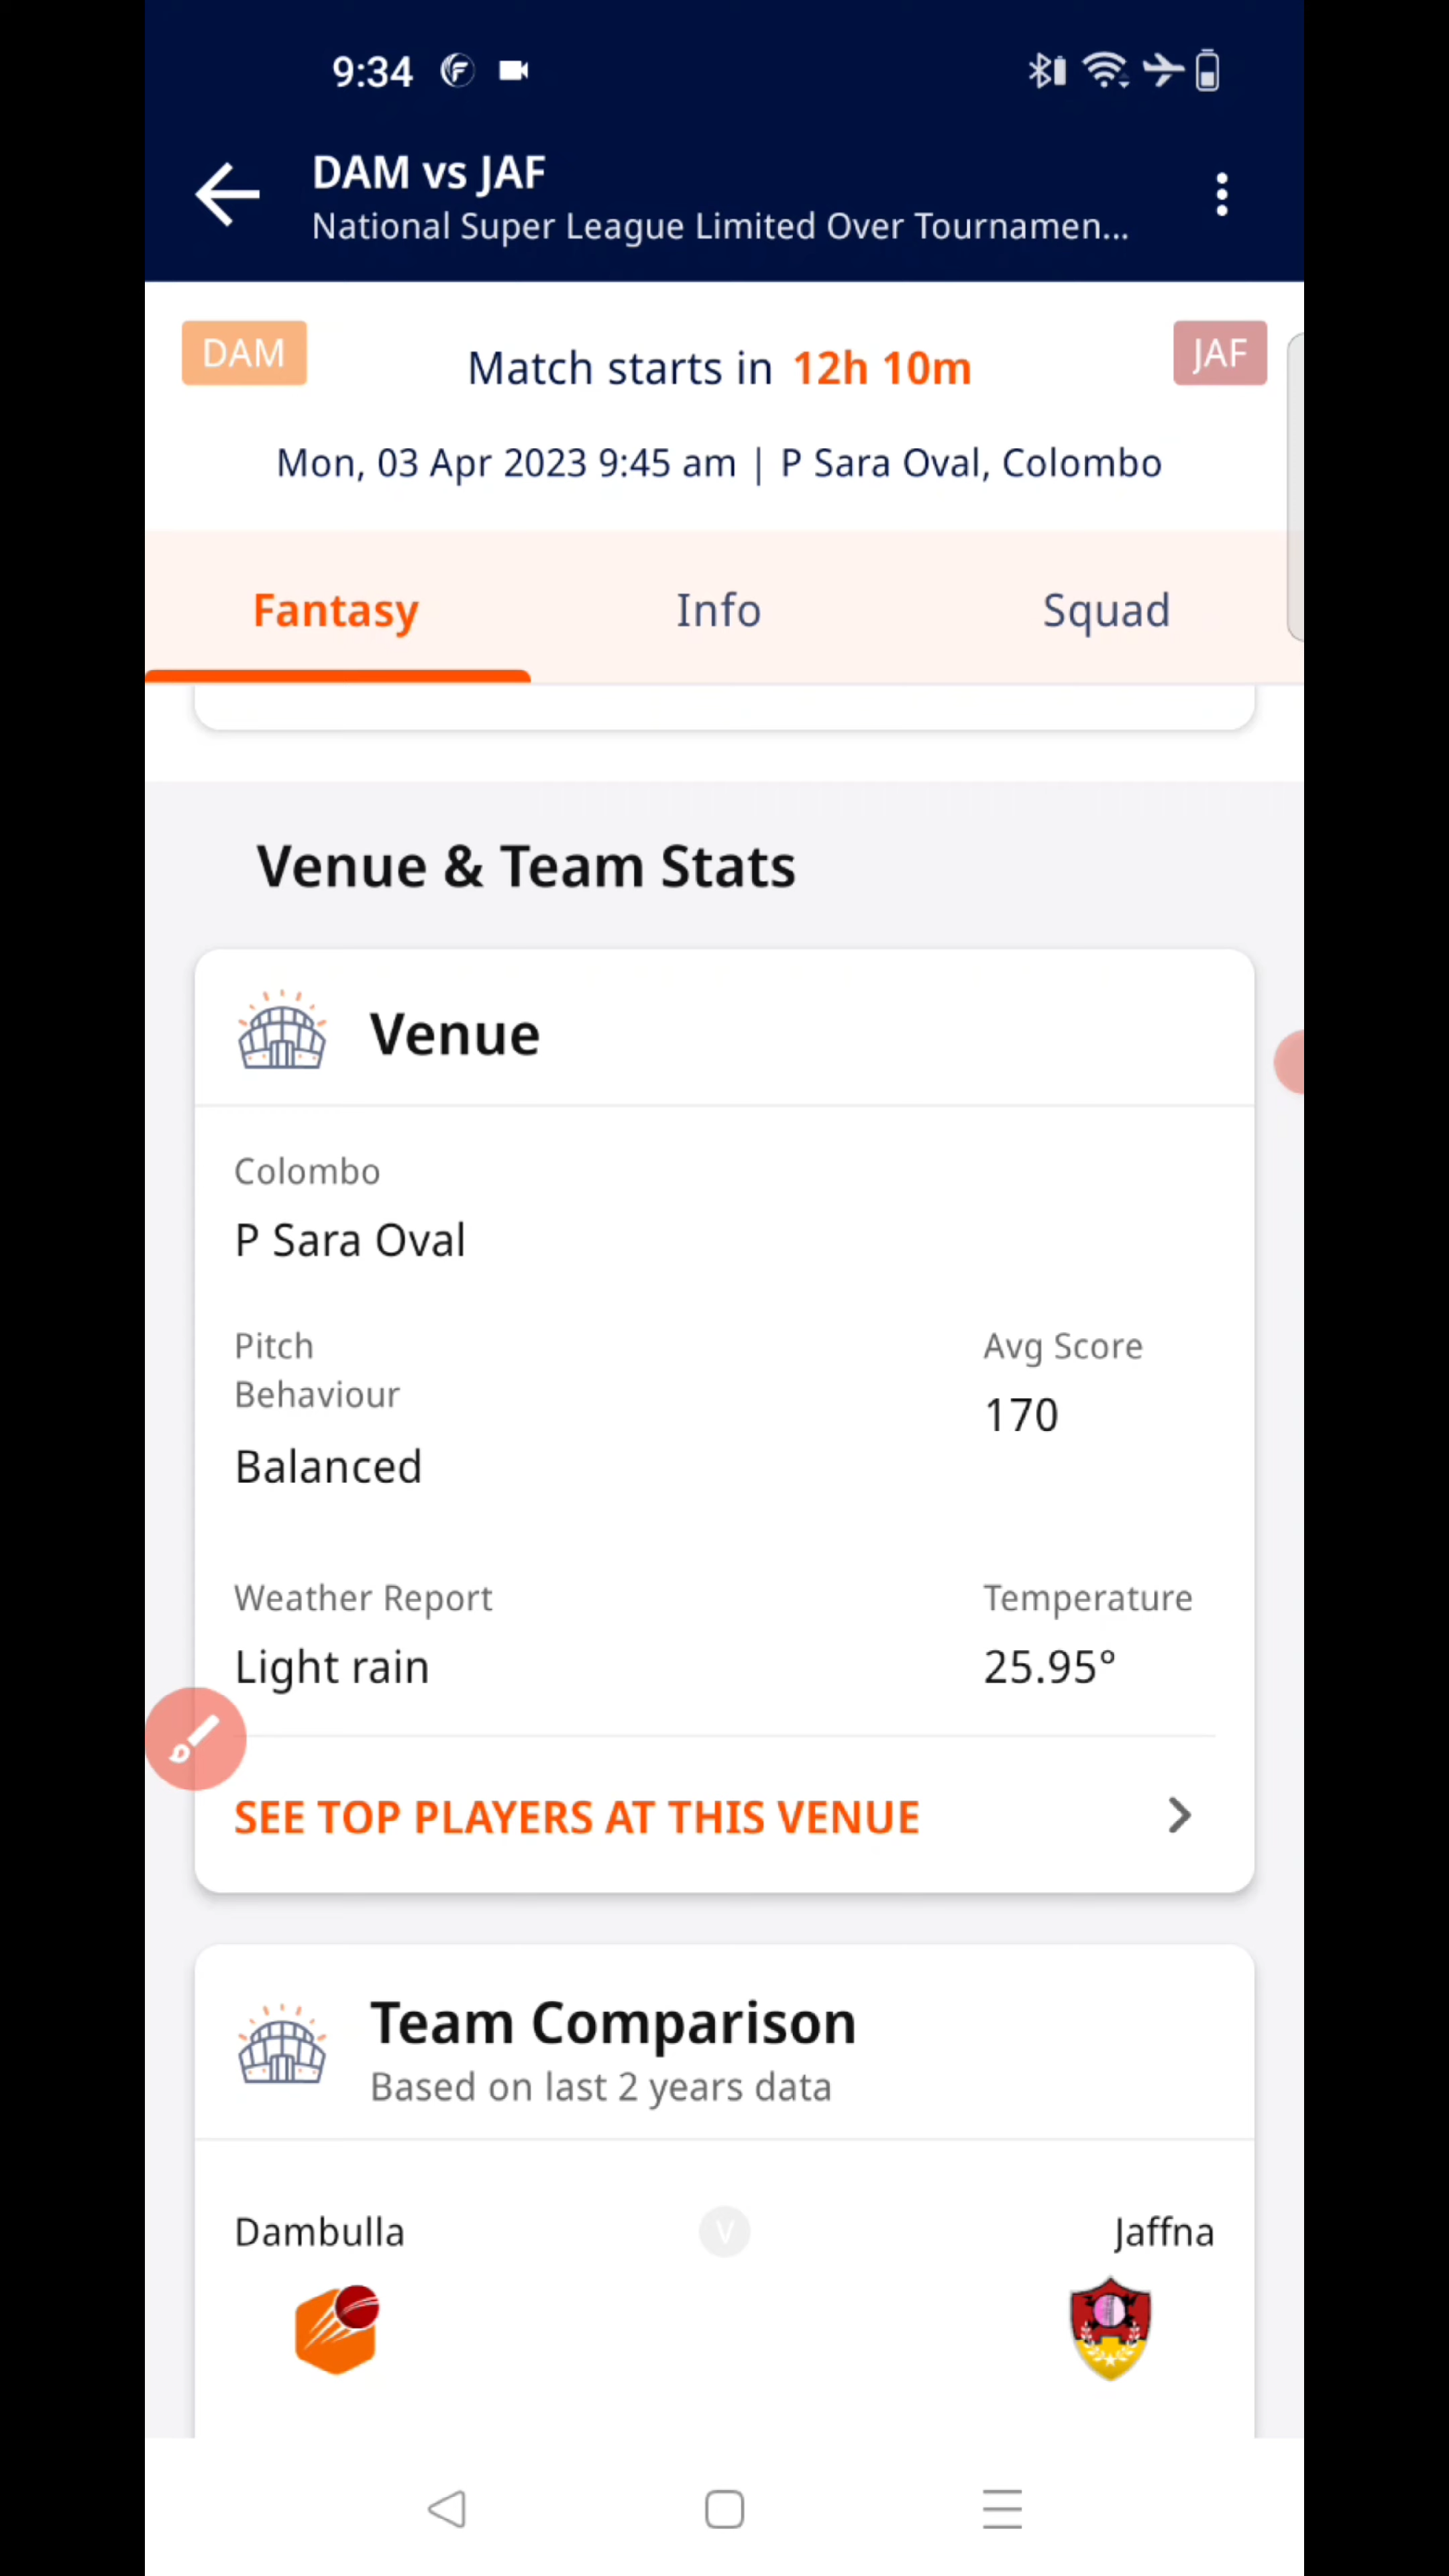 9:34
DAM vs JAF
National Super League Limited Over Tournamen...
DAM
Match starts in 12h 10m
JAF
Mon, 03 Apr 2023 9:45 am | P Sara Oval, Colombo
Fantasy Info Squad
Venue & Team Stats
Venue
Colombo
P Sara Oval
Pitch
Behaviour
Balanced
Avg Score
170
Weather Report
Light rain
Temperature
25.95°
SEE TOP PLAYERS AT THIS VENUE
Team Comparison
Based on last 2 years data
Dambulla V Jaffna